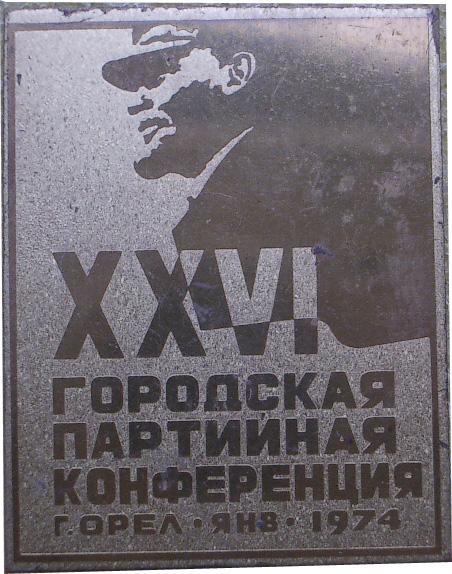 XXVI
ГОРОДСКАЯ
ПАРТИЙНАЯ
КОНФЕРЕНЦИЯ
Г. ОРЕЛ · ЯНВ · 1974